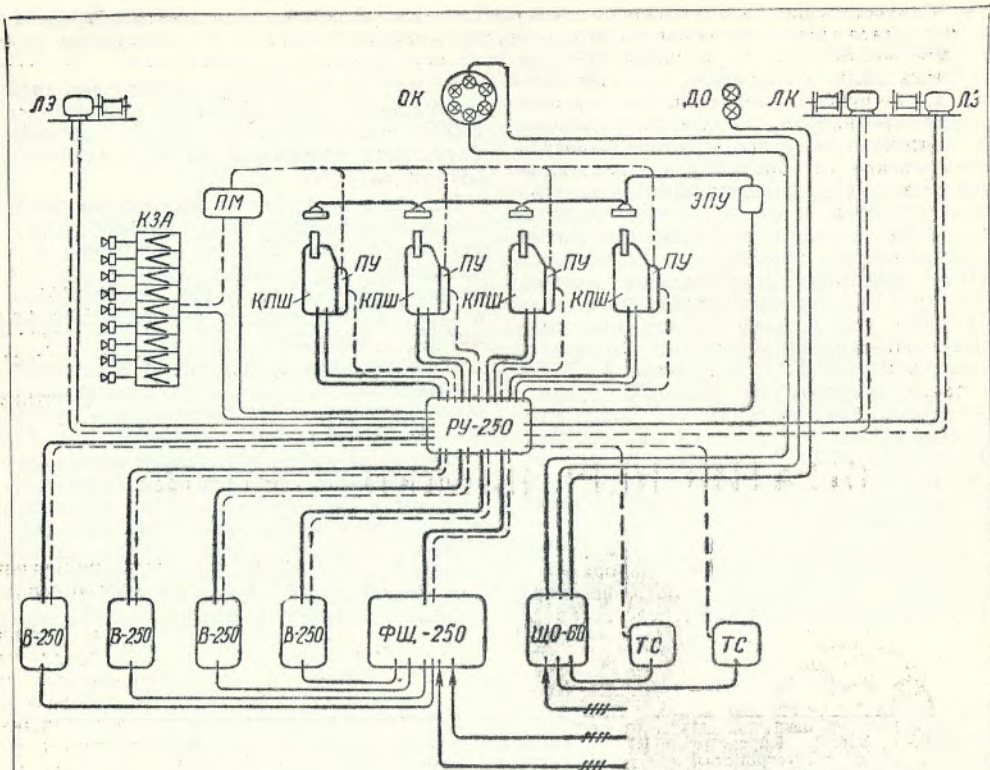 ЛЭ ОК ДО ЛК ЛЭ
ПМ ЭПУ
КЗА
ПУ ПУ ПУ ПУ
КПШ КПШ КПШ КПШ
РУ-250
В-250 В-250 В-250 В-250 ФЩ-250 ЩО-60 ТС ТС